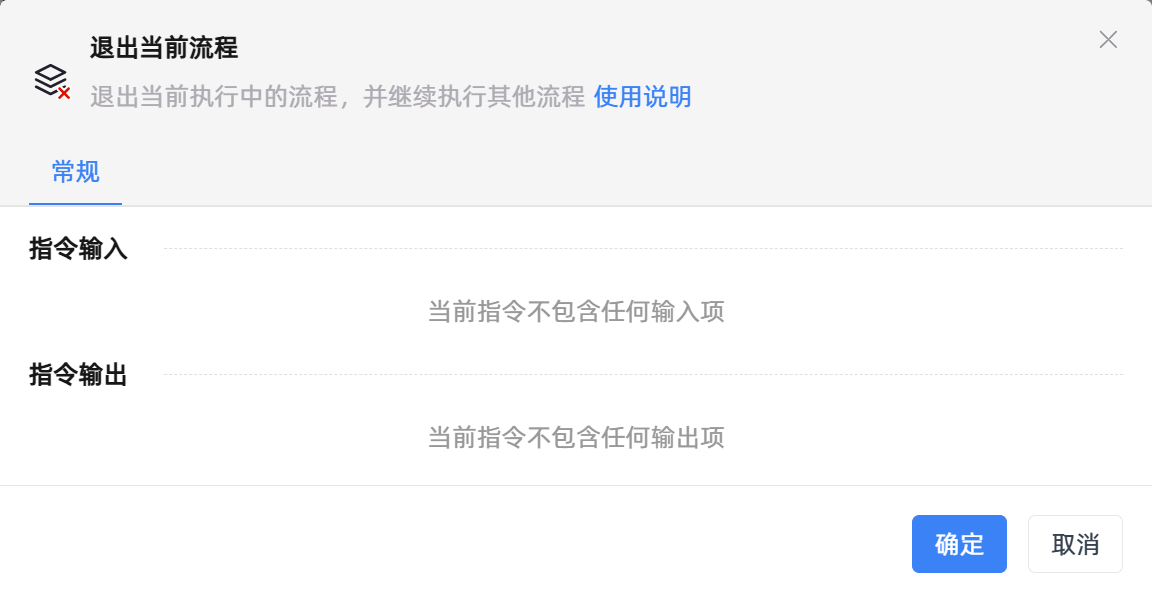 退出当前流程
退出当前执行中的流程，并继续执行其他流程 使用说明
常规
指令输入
当前指令不包含任何输入项
指令输出
当前指令不包含任何输出项
确定 取消